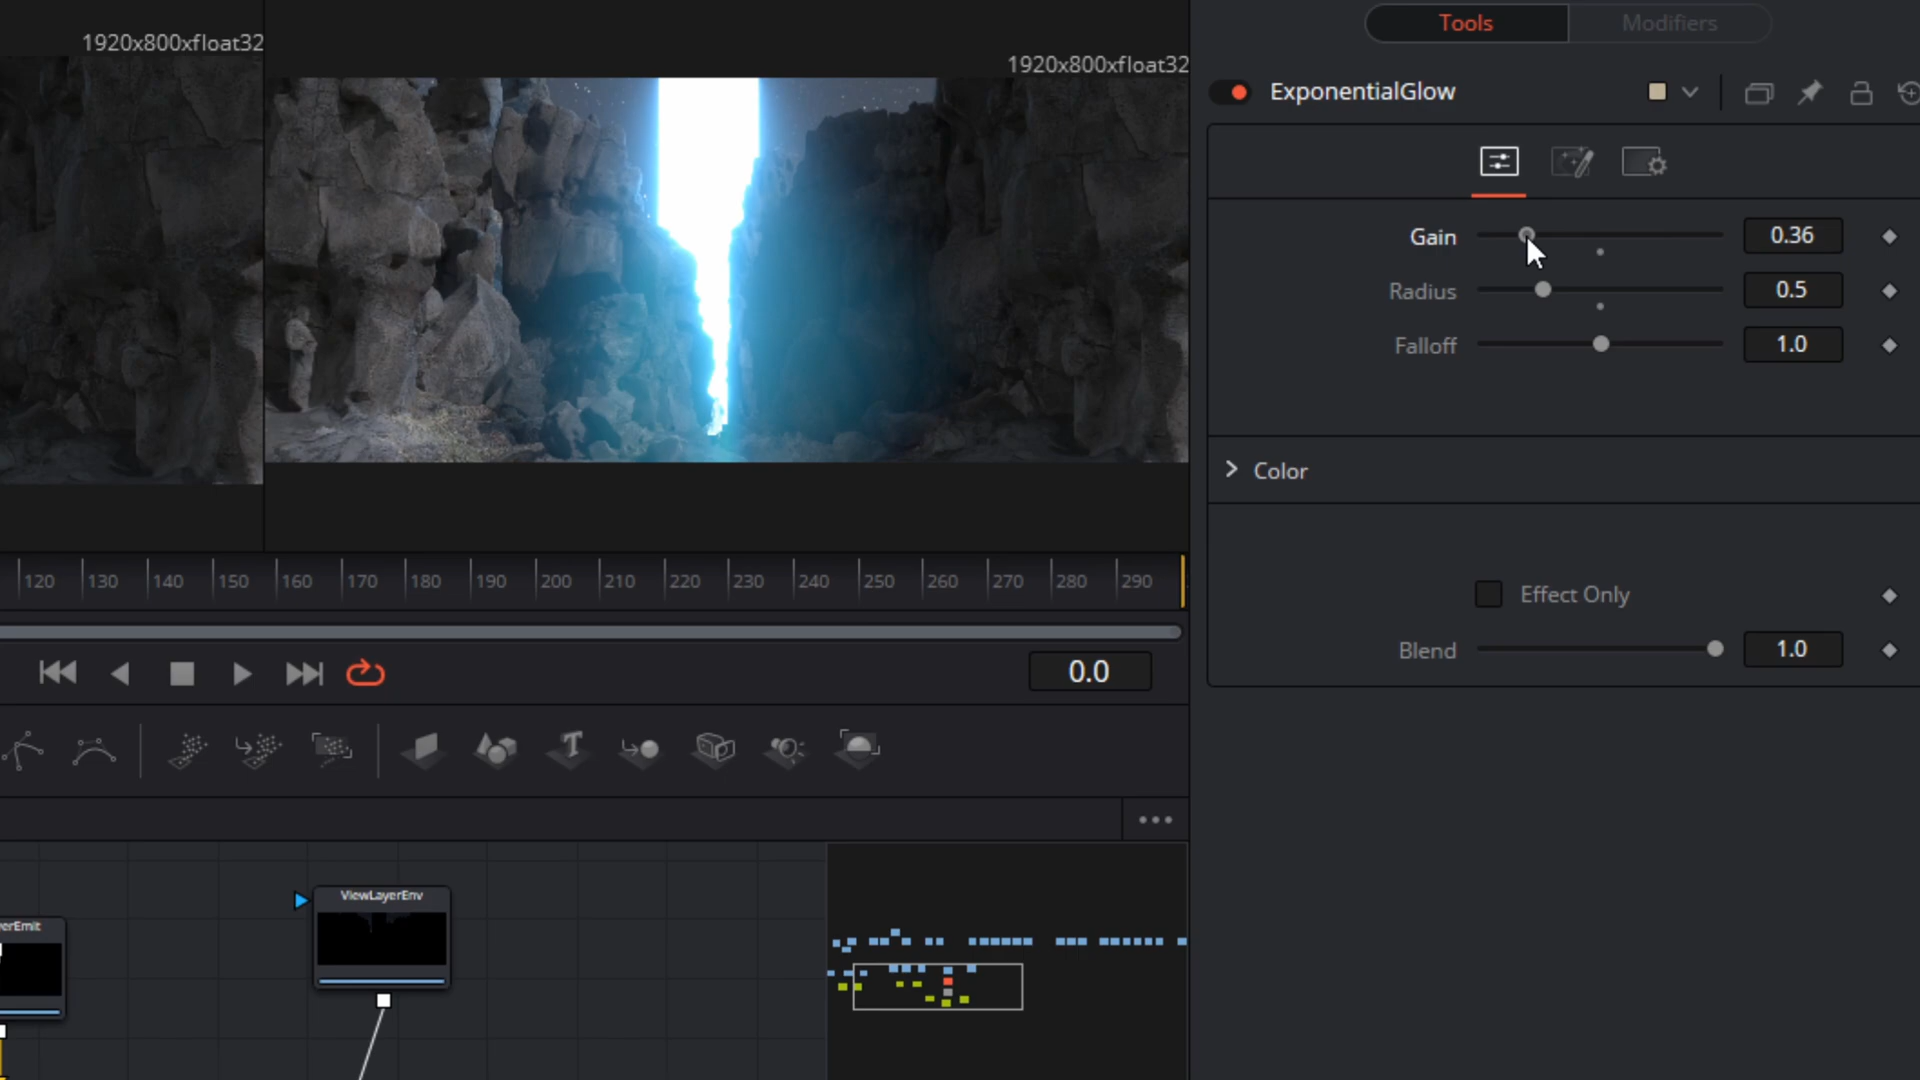 1920x800xfloat32
1920x800xfloat32
Tools
Modifiers
ExponentialGlow
Gain
0.36
Radius
0.5
Falloff
1.0
Color
Effect Only
Blend
1.0
120 130 140 150 160 170 180 190 200 210 220 230 240 250 260 270 280 290
0.0
ViewLayerEnv
erEmit